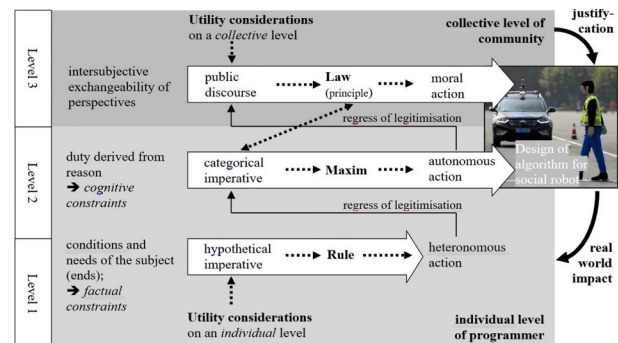 Utility considerations
on a collective level
collective level of
community
justify-
cation
Level 3
intersubjective
exchangeability of
perspectives
public
discourse
Law
(principle)
moral
action
regress of legitimisation
Level 2
duty derived from
reason
➔ cognitive
constraints
categorical
imperative
Maxim
autonomous
action
Design of
algorithm for
social robot
regress of legitimisation
Level 1
conditions and
needs of the subject
(ends);
➔ factual
constraints
hypothetical
imperative
Rule
heteronomous
action
real
world
impact
Utility considerations
on an individual level
individual level
of programmer